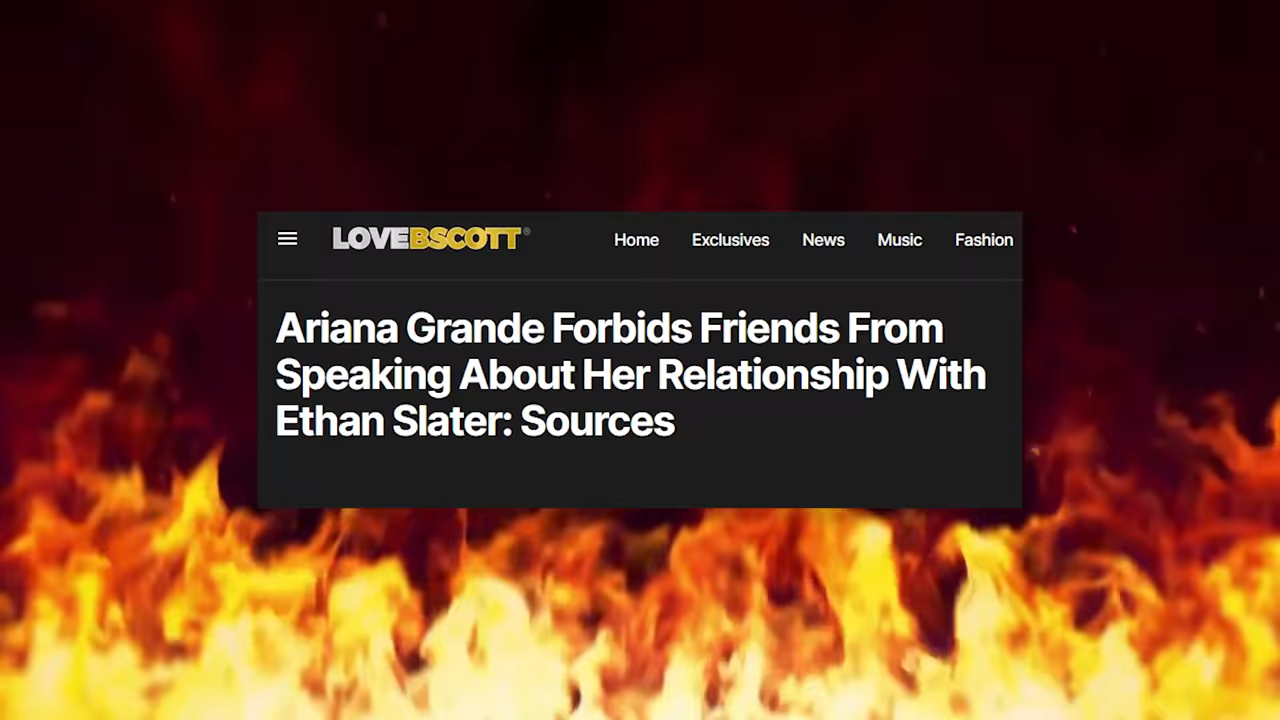 LOVEBSCOTT® Home Exclusives News Music Fashion
Ariana Grande Forbids Friends From
Speaking About Her Relationship With
Ethan Slater: Sources